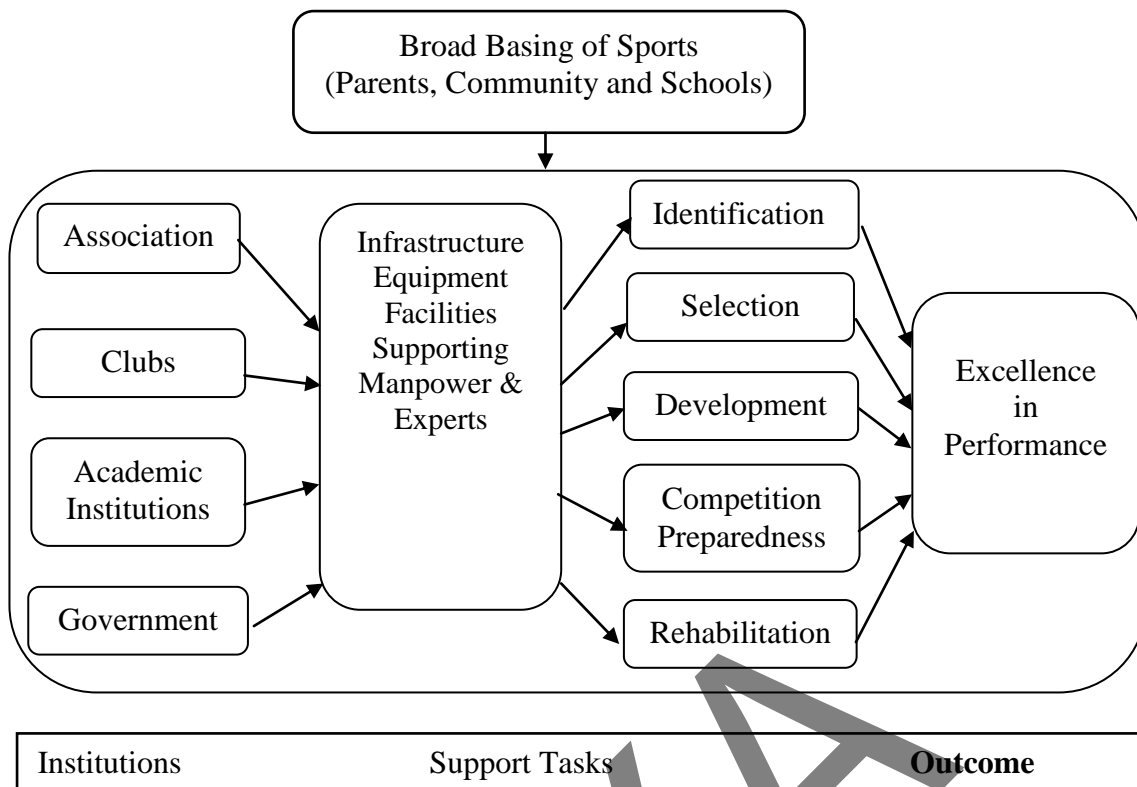 Broad Basing of Sports
(Parents, Community and Schools)
Association
Clubs
Academic
Institutions
Government
Infrastructure
Equipment
Facilities
Supporting
Manpower &
Experts
Identification
Selection
Development
Competition
Preparedness
Rehabilitation
Excellence
in
Performance
Institutions Support Tasks Outcome